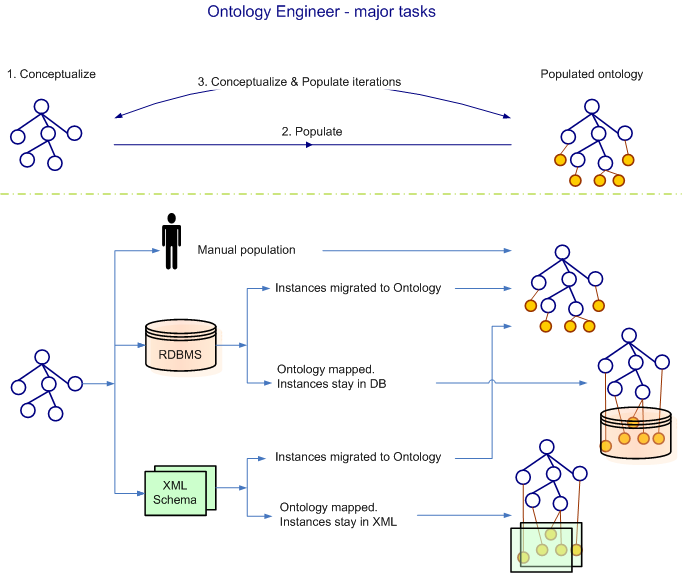 Ontology Engineer - major tasks
1. Conceptualize
3. Conceptualize & Populate iterations
Populated ontology
2. Populate
Manual population
Instances migrated to Ontology
RDBMS
Ontology mapped.
Instances stay in DB
Instances migrated to Ontology
XML
Schema
Ontology mapped.
Instances stay in XML